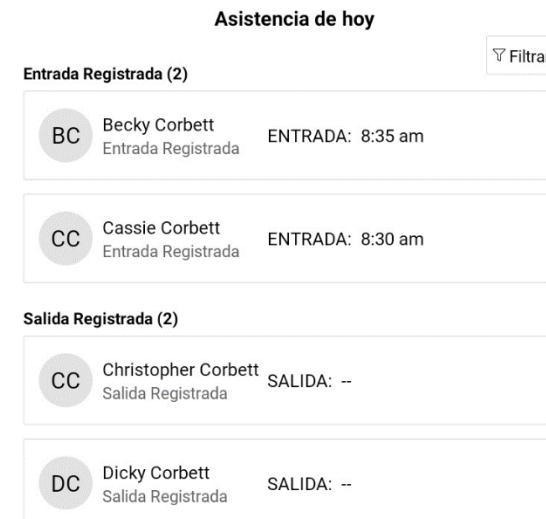 Asistencia de hoy
Filtrar
Entrada Registrada (2)
BC
Becky Corbett
Entrada Registrada
ENTRADA: 8:35 am
CC
Cassie Corbett
Entrada Registrada
ENTRADA: 8:30 am
Salida Registrada (2)
CC
Christopher Corbett
Salida Registrada
SALIDA: --
DC
Dicky Corbett
Salida Registrada
SALIDA: --